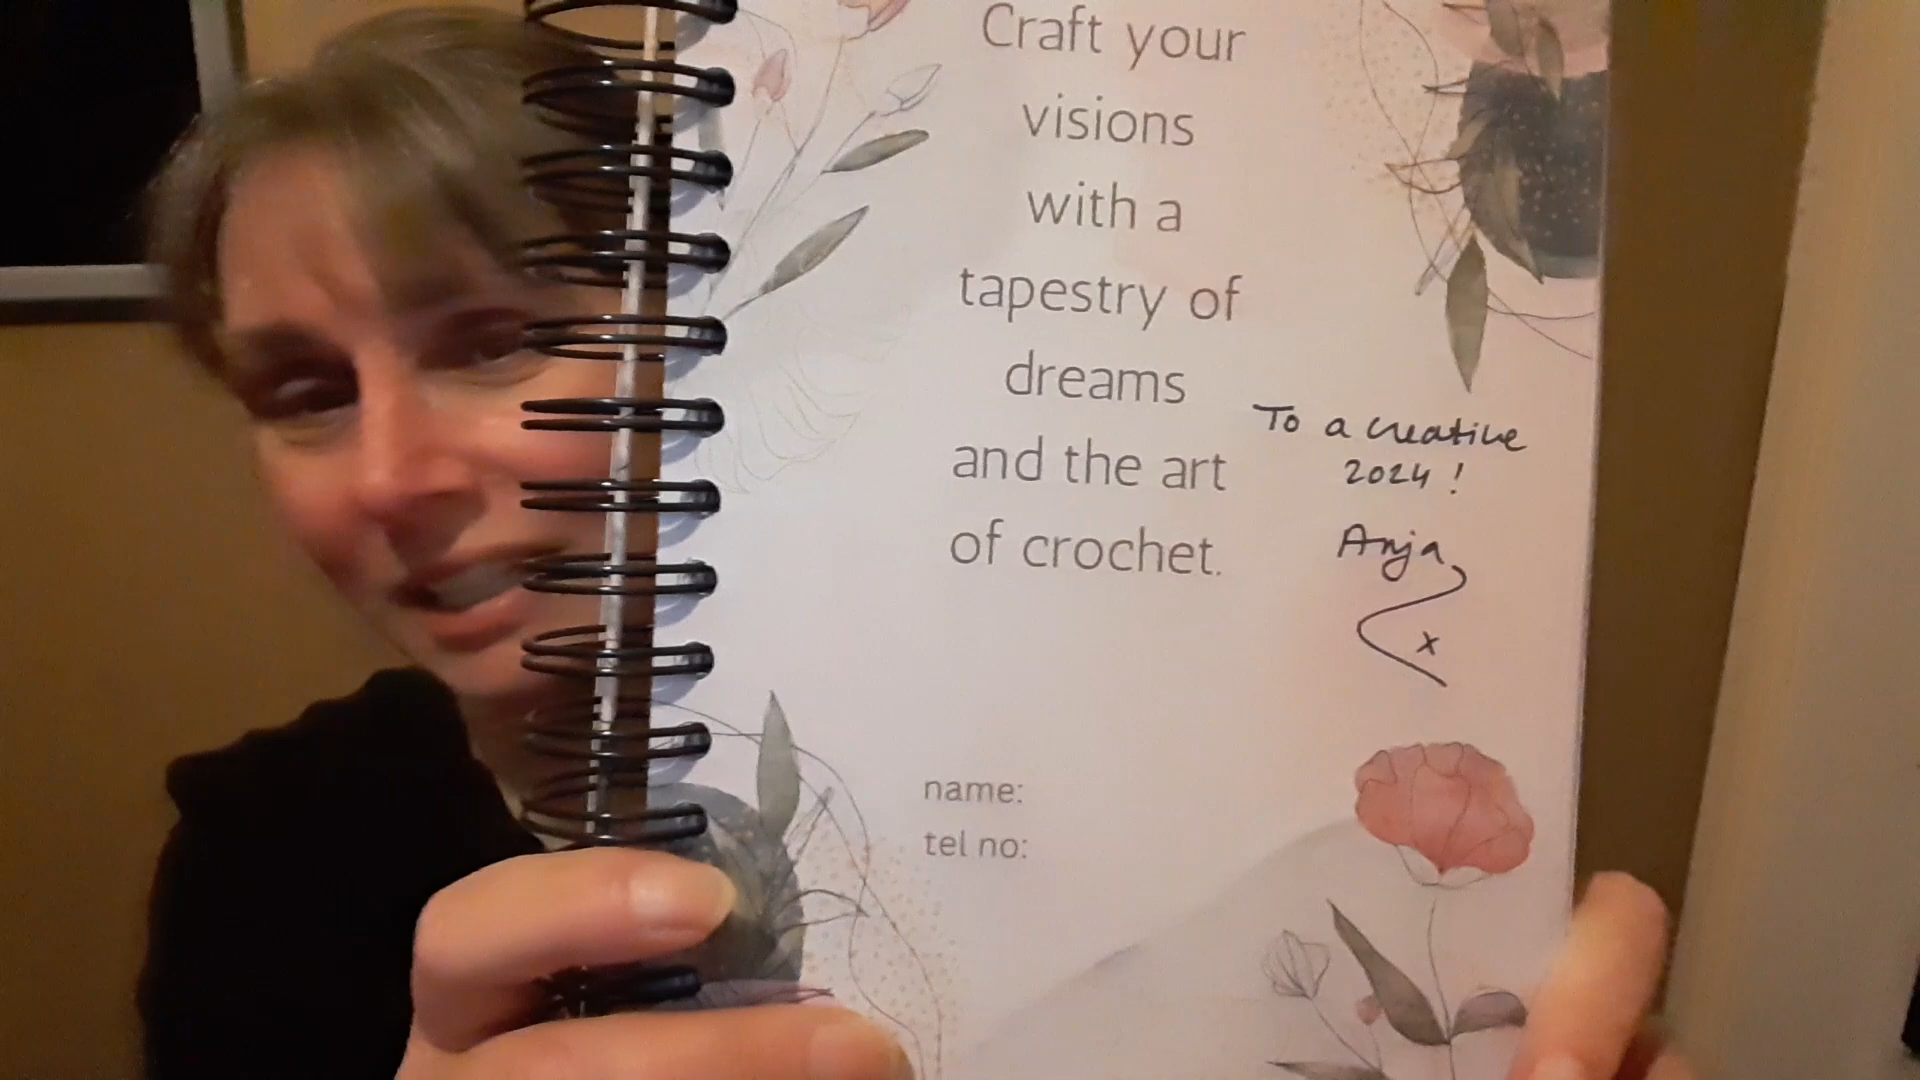 Craft your
visions
with a
tapestry of
dreams
and the art
of crochet.
To a creative
2024!
Anja
x
name:
tel no: